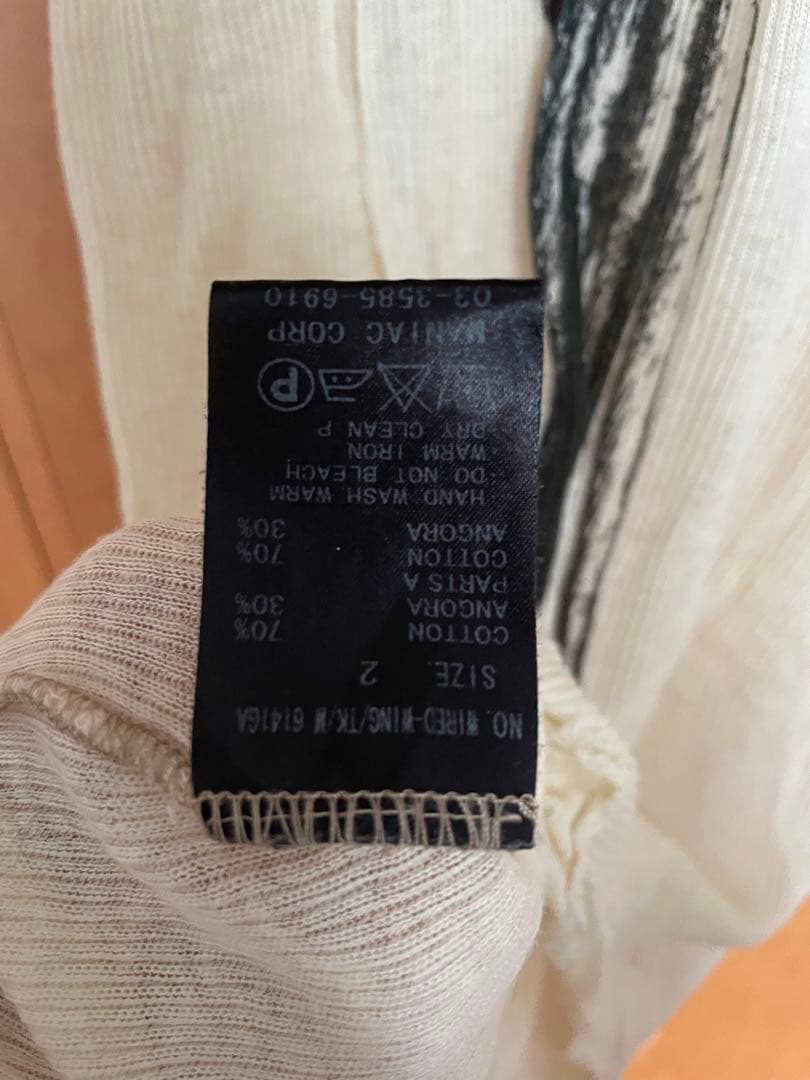 NO. WIRED-WING/TK/W 6141GA
SIZE. 2
COTTON 70%
ANGORA 30%
PARTS A
COTTON 70%
ANGORA 30%
HAND WASH WARM
· DO NOT BLEACH
· WARM IRON
· DRY CLEAN P
P
MANIAC CORP
03-3585-6910